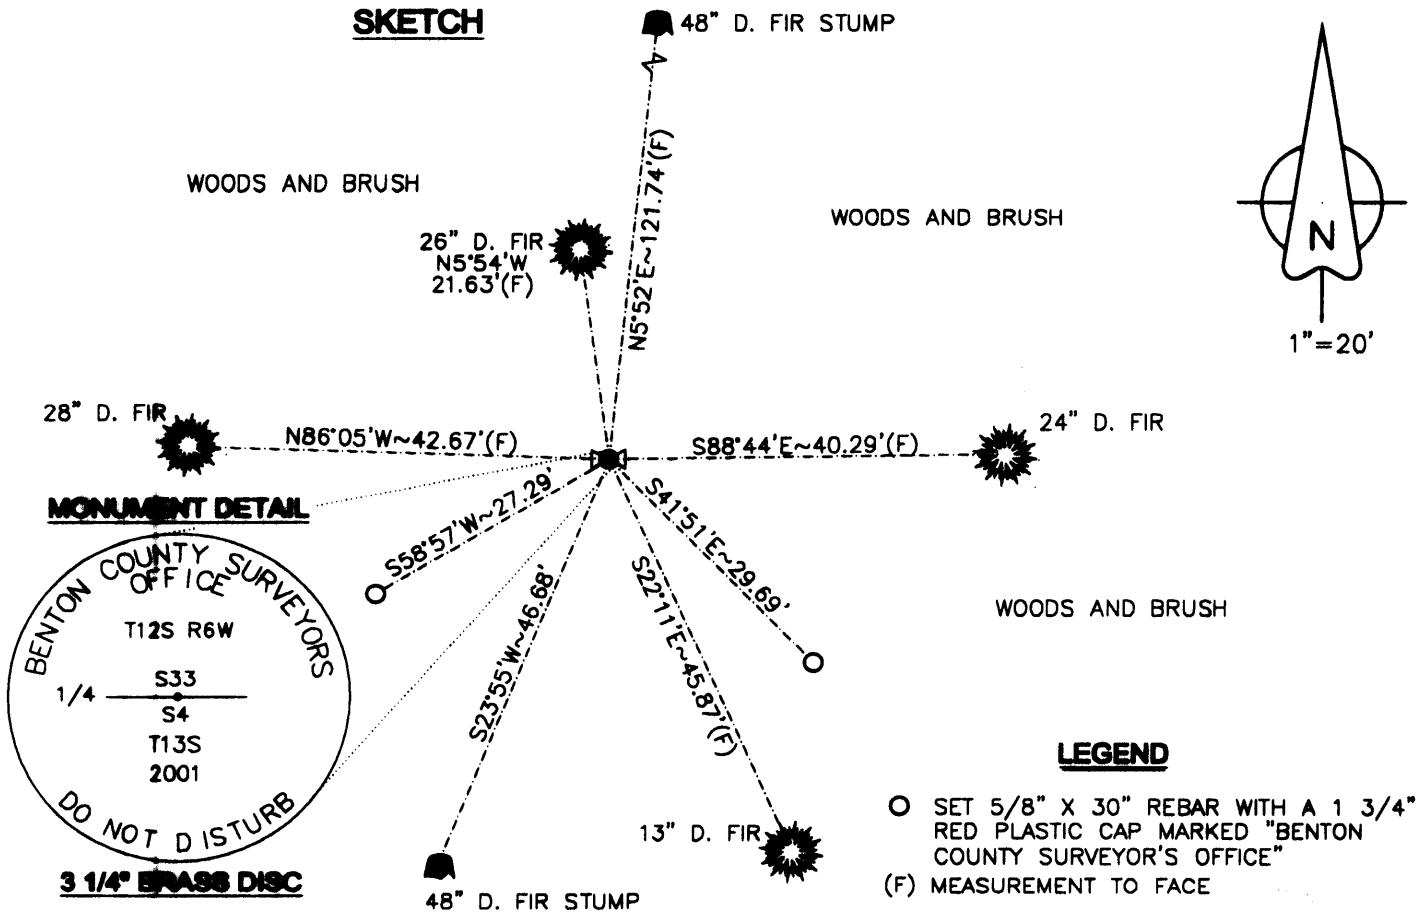 SKETCH
48" D. FIR STUMP
WOODS AND BRUSH
WOODS AND BRUSH
26" D. FIR
N5°54'W
21.63'(F)
N5°52'E~121.74'(F)
N
1"=20'
28" D. FIR
N86°05'W~42.67'(F)
S88°44'E~40.29'(F)
24" D. FIR
MONUMENT DETAIL
S58°57'W~27.29'
S41°51'E~29.69'
S23°55'W~46.68'
S22°11'E~45.87'(F)
BENTON COUNTY SURVEYORS
OFFICE
T12S R6W
S33
1/4
S4
T13S
2001
DO NOT DISTURB
3 1/4" BRASS DISC
WOODS AND BRUSH
13" D. FIR
48" D. FIR STUMP
LEGEND
SET 5/8" X 30" REBAR WITH A 1 3/4"
RED PLASTIC CAP MARKED "BENTON
COUNTY SURVEYOR'S OFFICE"
(F) MEASUREMENT TO FACE